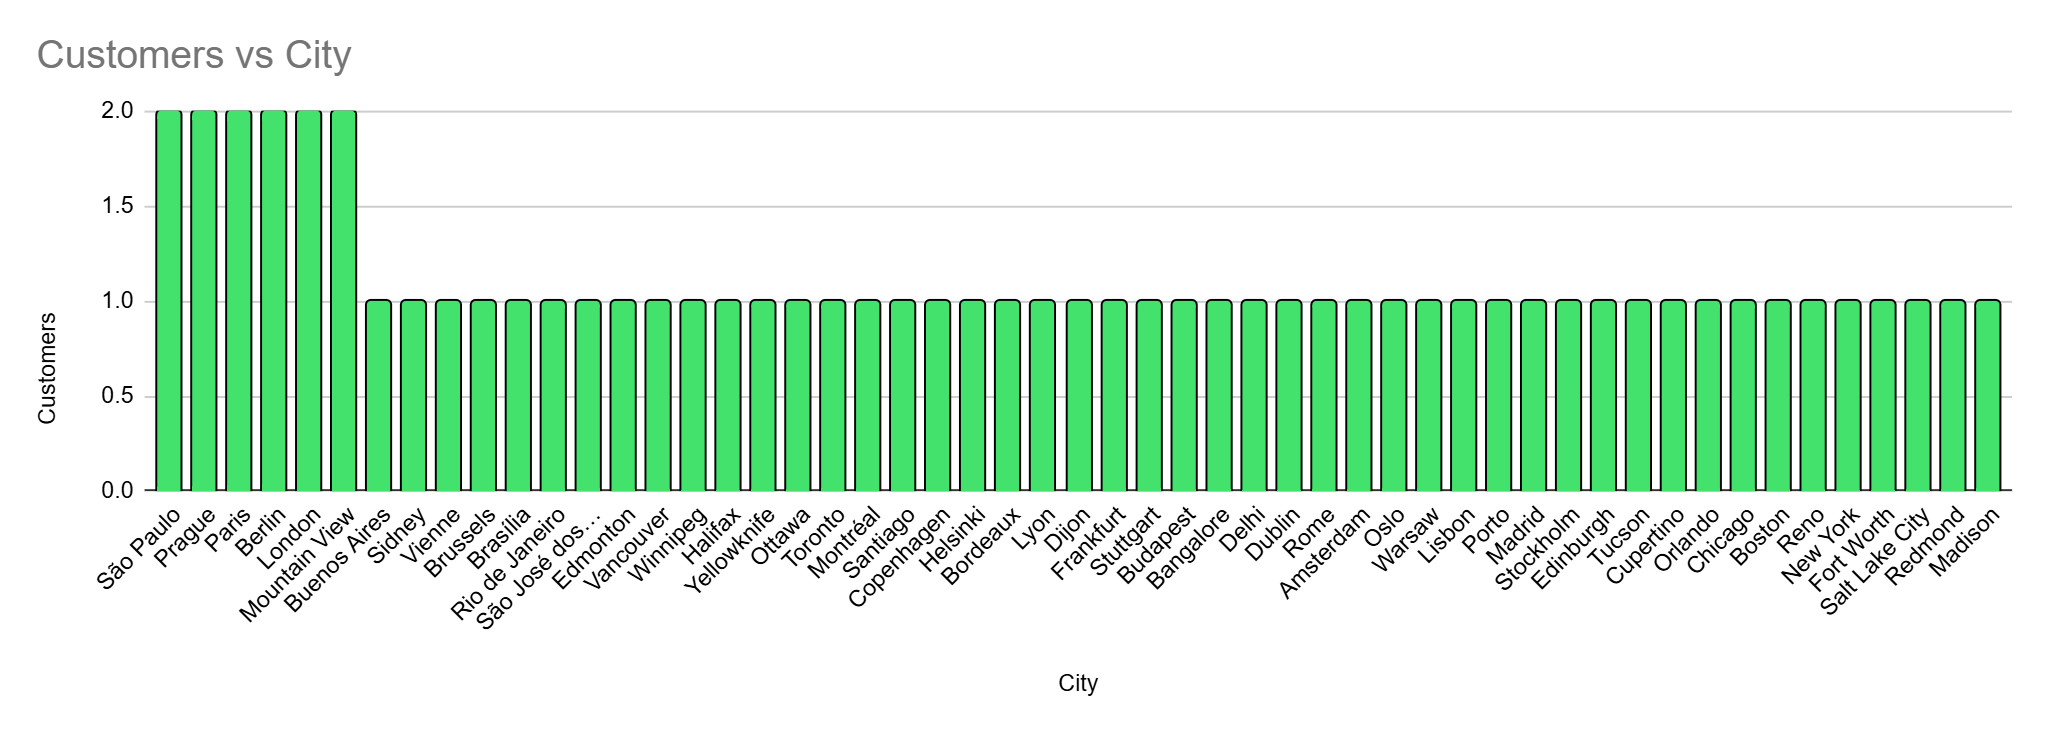 Customers vs City
2.0
1.5
1.0
0.5
0.0
Customers
São Paulo
Prague
Paris
Berlin
London
Mountain View
Buenos Aires
Sidney
Vienne
Brussels
Brasília
Rio de Janeiro
São José dos…
Edmonton
Vancouver
Winnipeg
Halifax
Yellowknife
Ottawa
Toronto
Montréal
Santiago
Copenhagen
Helsinki
Bordeaux
Lyon
Dijon
Frankfurt
Stuttgart
Budapest
Bangalore
Delhi
Dublin
Rome
Amsterdam
Oslo
Warsaw
Lisbon
Porto
Madrid
Stockholm
Edinburgh
Tucson
Cupertino
Orlando
Chicago
Boston
Reno
New York
Fort Worth
Salt Lake City
Redmond
Madison
City